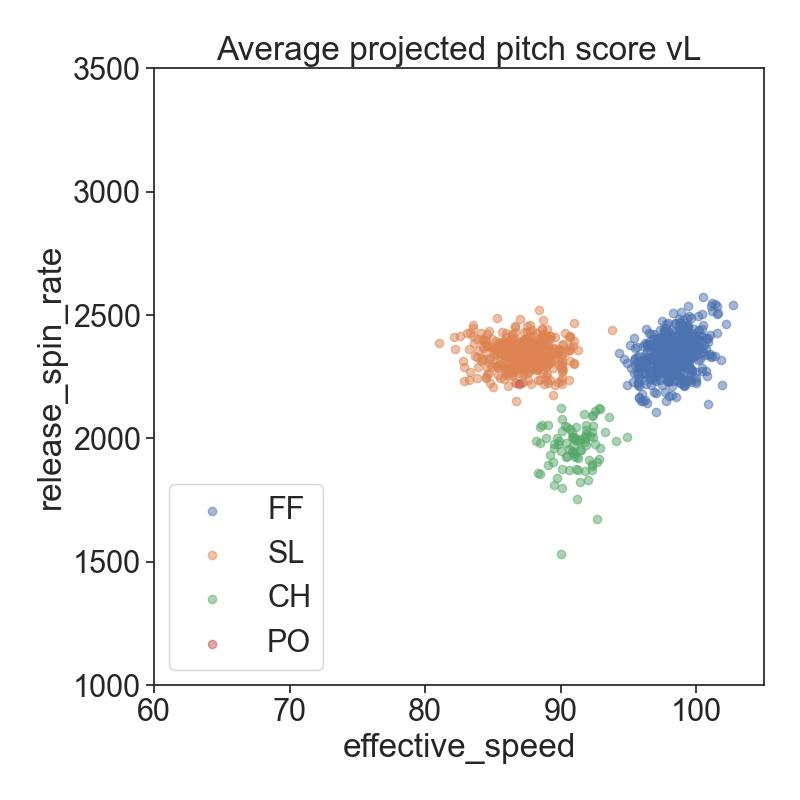 Average projected pitch score vL
3500
3000
2500
2000
1500
1000
release_spin_rate
FF
SL
CH
PO
60
70
80
90
100
effective_speed